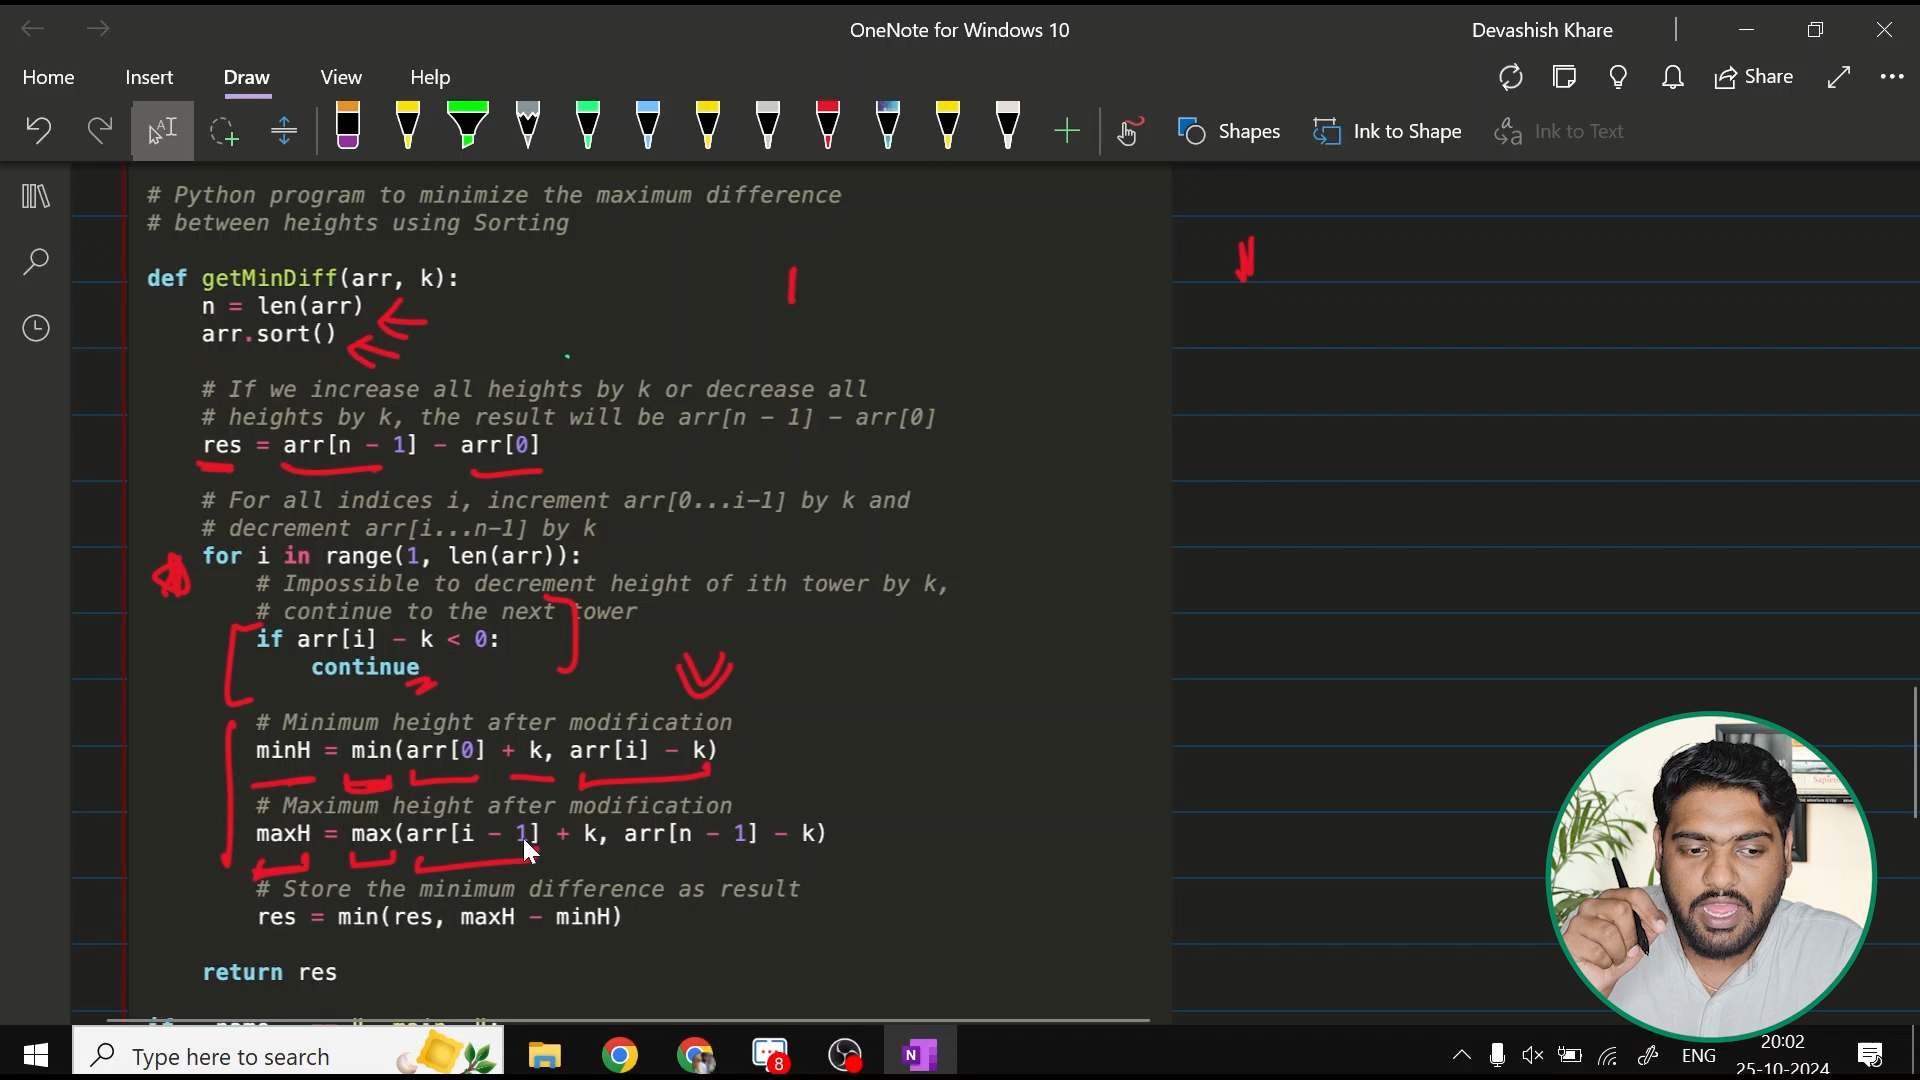 OneNote for Windows 10
Devashish Khare
Home Insert Draw View Help
Share
Shapes Ink to Shape Ink to Text
# Python program to minimize the maximum difference
# between heights using Sorting
def getMinDiff(arr, k):
n = len(arr)
arr.sort()
# If we increase all heights by k or decrease all
# heights by k, the result will be arr[n - 1] - arr[0]
res = arr[n - 1] - arr[0]
# For all indices i, increment arr[0...i-1] by k and
# decrement arr[i...n-1] by k
for i in range(1, len(arr)):
# Impossible to decrement height of ith tower by k,
# continue to the next tower
if arr[i] - k < 0:
continue
# Minimum height after modification
minH = min(arr[0] + k, arr[i] - k)
# Maximum height after modification
maxH = max(arr[i - 1] + k, arr[n - 1] - k)
# Store the minimum difference as result
res = min(res, maxH - minH)
return res
Type here to search
8
N
ENG
20:02
25-10-2024